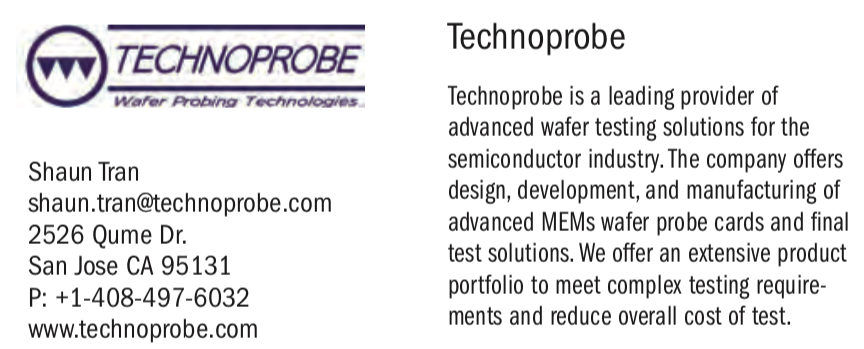 TECHNOPROBE
Wafer Probing Technologies
Shaun Tran
shaun.tran@technoprobe.com
2526 Qume Dr.
San Jose CA 95131
P: +1-408-497-6032
www.technoprobe.com
Technoprobe
Technoprobe is a leading provider of
advanced wafer testing solutions for the
semiconductor industry. The company offers
design, development, and manufacturing of
advanced MEMs wafer probe cards and final
test solutions. We offer an extensive product
portfolio to meet complex testing require-
ments and reduce overall cost of test.